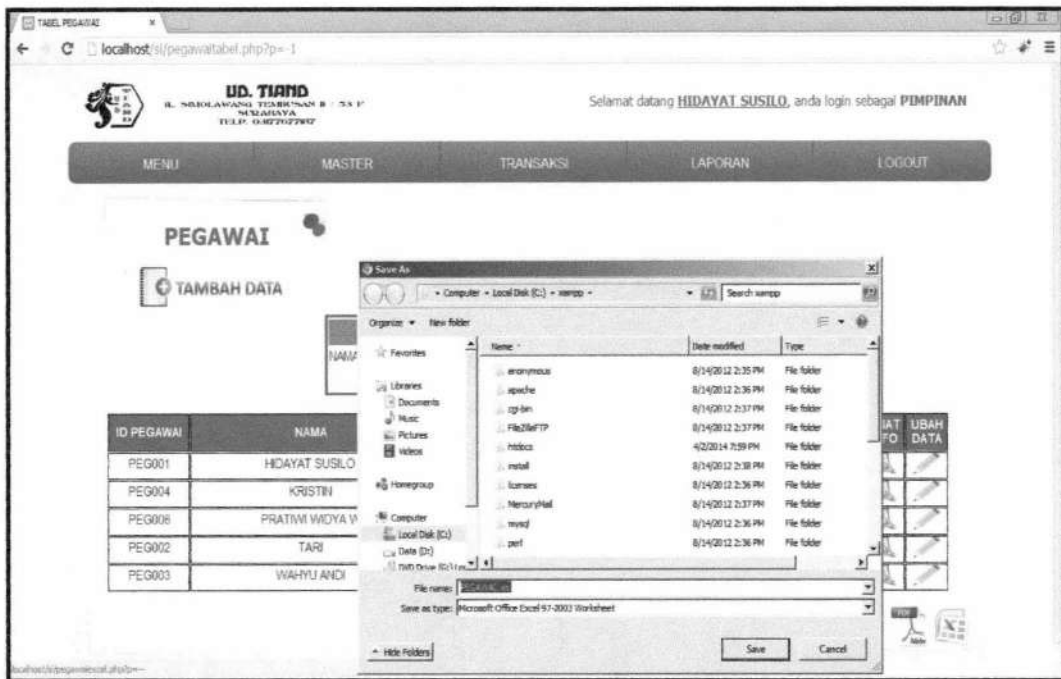 TABEL PEGAWAI
localhost/si/pegawaitabel.php?p=-1
UD. TIAND
JL. SIMOLAWANG TEMBUSAN II / 53 F
SURABAYA
TELP.
Selamat datang HIDAYAT SUSILO, anda login sebagai PIMPINAN
MENU MASTER TRANSAKSI LAPORAN LOGOUT
PEGAWAI
TAMBAH DATA
NAMA
ID PEGAWAI NAMA UBAH DATA
PEG001 HIDAYAT SUSILO
PEG004 KRISTIN
PEG006 PRATIWI WIDYA W
PEG002 TARI
PEG003 WAHYU ANDI
Save As
Computer Local Disk (C:) xampp
Search xampp
Organize New folder
Favorites
Libraries
Documents
Music
Pictures
Videos
Homegroup
Computer
Local Disk (C:)
Data (D:)
Name Date modified Type
anonymous 8/14/2012 2:35 PM File folder
apache 8/14/2012 2:36 PM File folder
cgi-bin 8/14/2012 2:37 PM File folder
FileZillaFTP 8/14/2012 2:37 PM File folder
htdocs 4/2/2014 7:59 PM File folder
install 8/14/2012 2:38 PM File folder
licenses 8/14/2012 2:36 PM File folder
MercuryMail 8/14/2012 2:37 PM File folder
mysql 8/14/2012 2:36 PM File folder
perl 8/14/2012 2:36 PM File folder
File name:
Save as type: Microsoft Office Excel 97-2003 Worksheet
Hide Folders
Save Cancel
PDF
Adobe